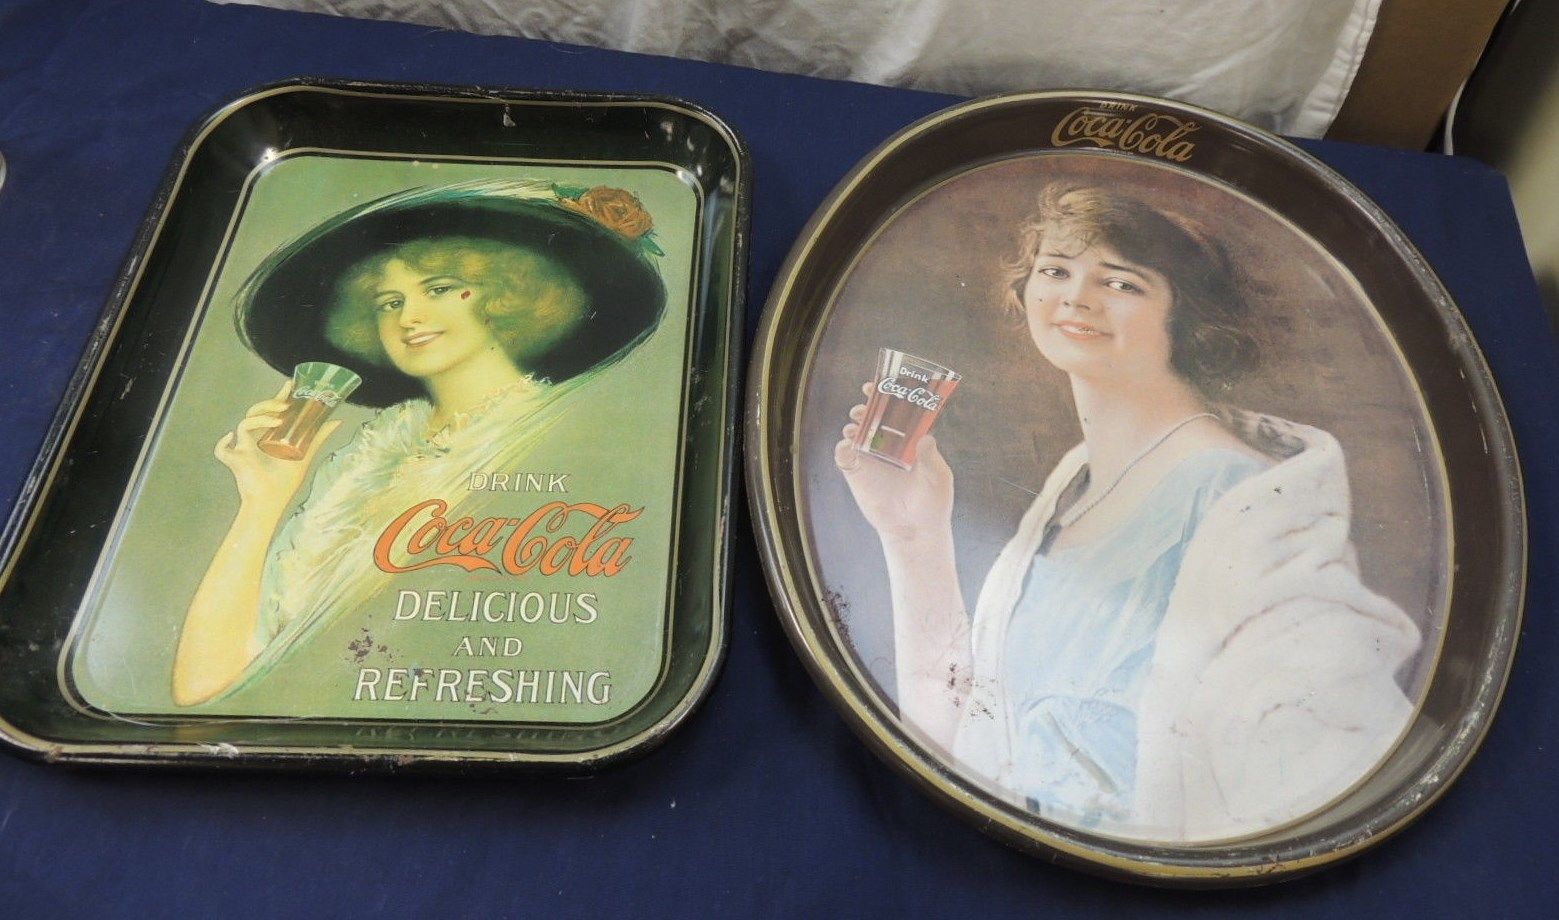 Coca-Cola
DRINK
Coca-Cola
DELICIOUS
AND
REFRESHING
DRINK
Coca-Cola
Drink
Coca-Cola